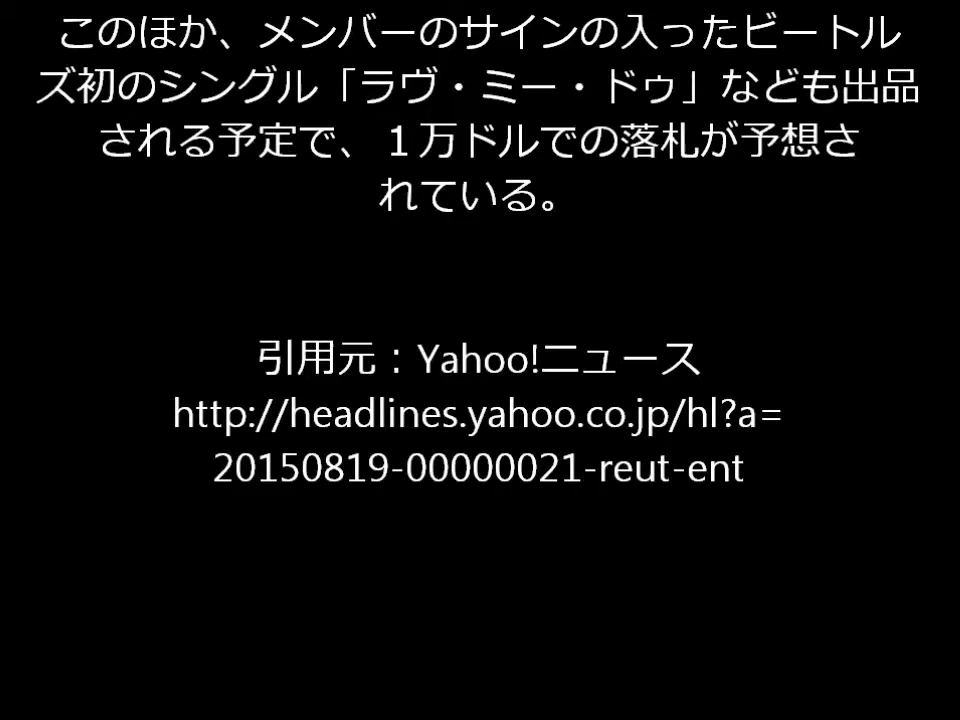 このほか、メンバーのサインの入ったビートル
ズ初のシングル「ラヴ・ミー・ドゥ」なども出品
される予定で、１万ドルでの落札が予想さ
れている。
引用元：Yahoo!ニュース
http://headlines.yahoo.co.jp/hl?a=
20150819-00000021-reut-ent